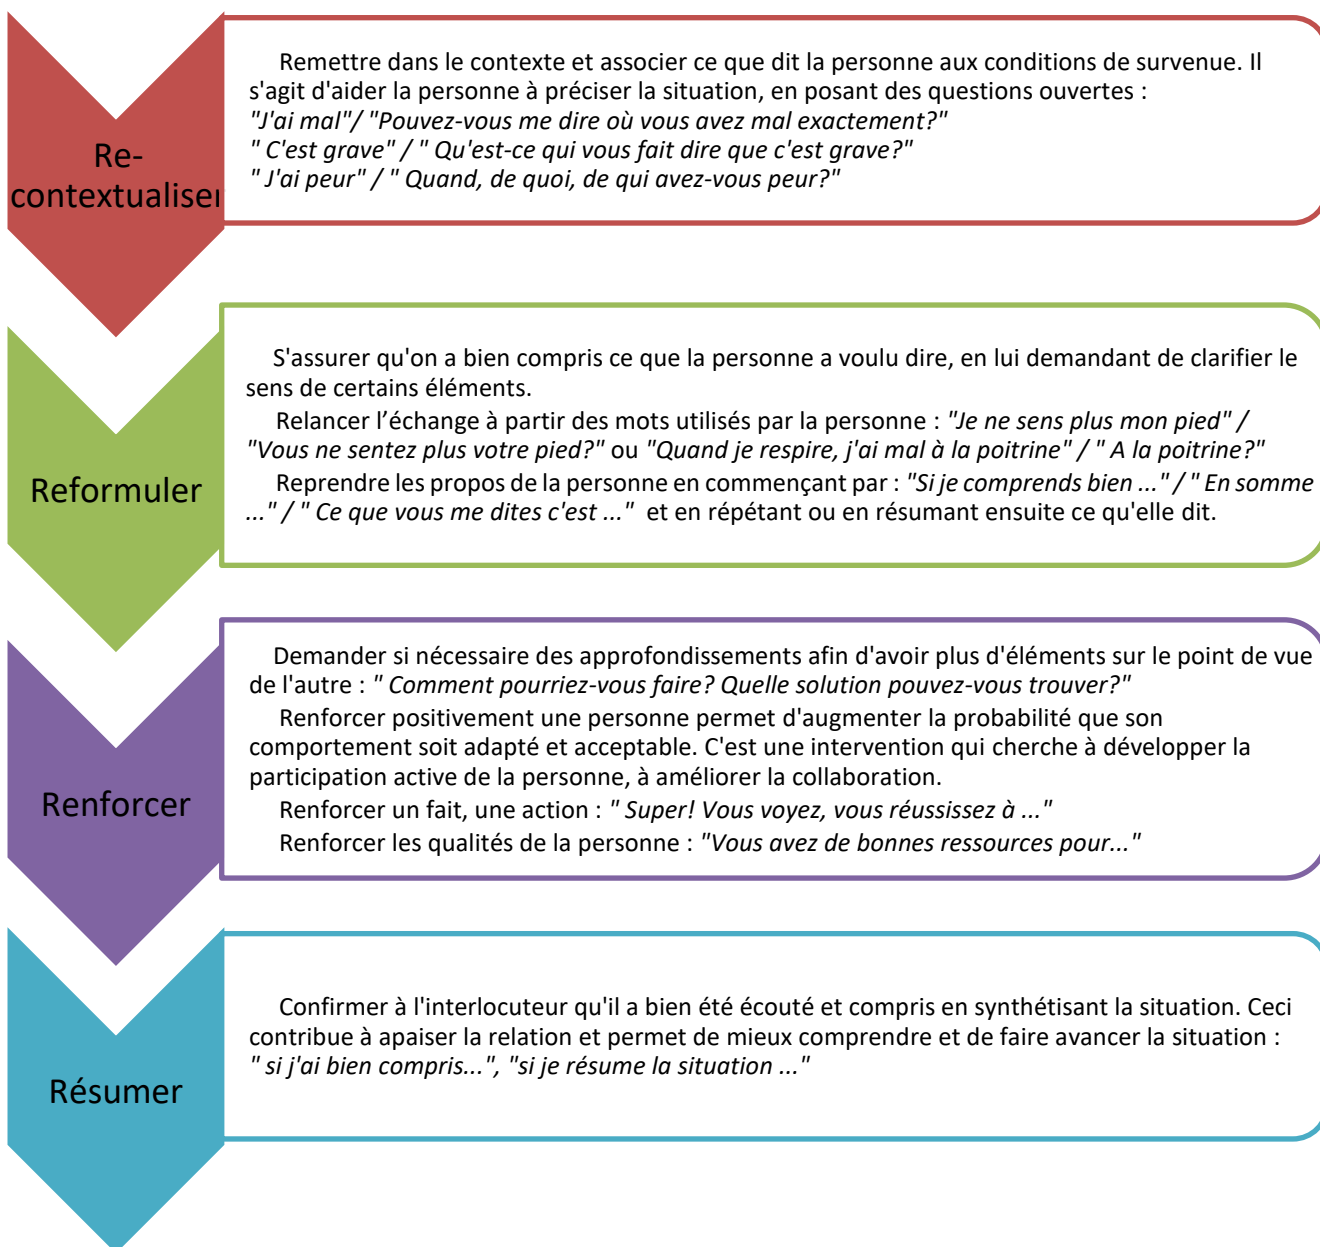 Re-
contextualiser
Remettre dans le contexte et associer ce que dit la personne aux conditions de survenue. Il
s'agit d'aider la personne à préciser la situation, en posant des questions ouvertes :
"J'ai mal"/ "Pouvez-vous me dire où vous avez mal exactement?"
" C'est grave" / " Qu'est-ce qui vous fait dire que c'est grave?"
" J'ai peur" / " Quand, de quoi, de qui avez-vous peur?"
Reformuler
S'assurer qu'on a bien compris ce que la personne a voulu dire, en lui demandant de clarifier le
sens de certains éléments.
Relancer l’échange à partir des mots utilisés par la personne : "Je ne sens plus mon pied" /
"Vous ne sentez plus votre pied?" ou "Quand je respire, j'ai mal à la poitrine" / " A la poitrine?"
Reprendre les propos de la personne en commençant par : "Si je comprends bien ..." / " En somme
..." / " Ce que vous me dites c'est ..." et en répétant ou en résumant ensuite ce qu'elle dit.
Renforcer
Demander si nécessaire des approfondissements afin d'avoir plus d'éléments sur le point de vue
de l'autre : " Comment pourriez-vous faire? Quelle solution pouvez-vous trouver?"
Renforcer positivement une personne permet d'augmenter la probabilité que son
comportement soit adapté et acceptable. C'est une intervention qui cherche à développer la
participation active de la personne, à améliorer la collaboration.
Renforcer un fait, une action : " Super! Vous voyez, vous réussissez à ..."
Renforcer les qualités de la personne : "Vous avez de bonnes ressources pour..."
Résumer
Confirmer à l'interlocuteur qu'il a bien été écouté et compris en synthétisant la situation. Ceci
contribue à apaiser la relation et permet de mieux comprendre et de faire avancer la situation :
" si j'ai bien compris...", "si je résume la situation ..."